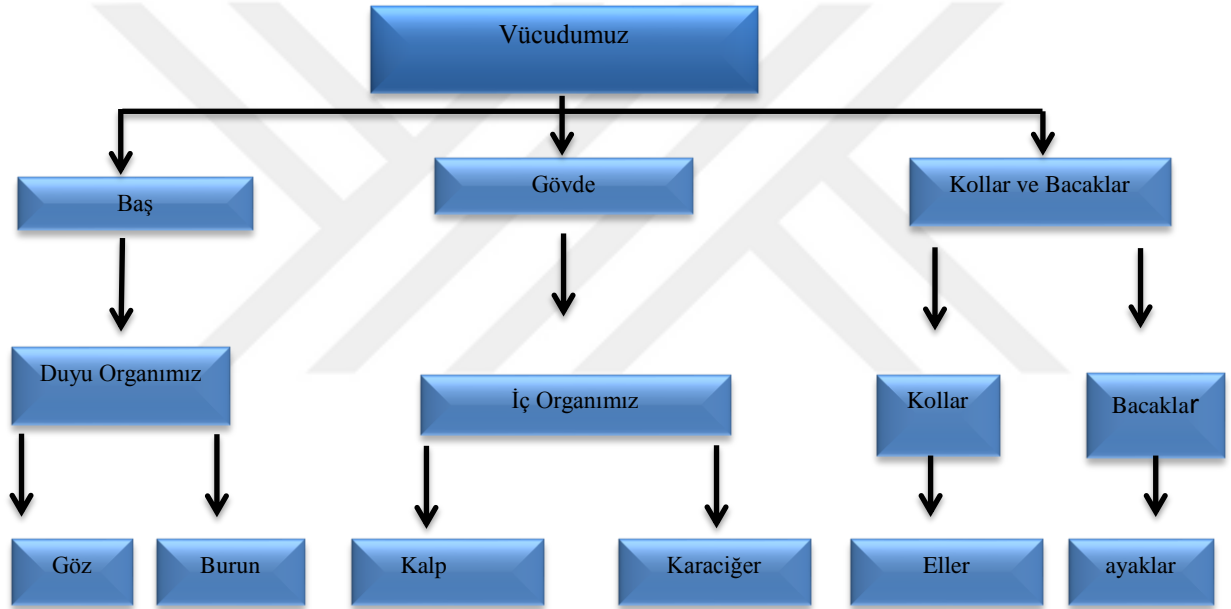 Vücudumuz
Baş
Gövde
Kollar ve Bacaklar
Duyu Organımız
İç Organımız
Kollar
Bacaklar
Göz
Burun
Kalp
Karaciğer
Eller
ayaklar